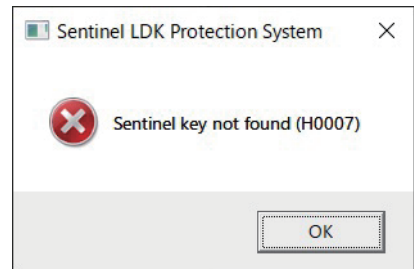 Sentinel LDK Protection System
Sentinel key not found (H0007)
OK